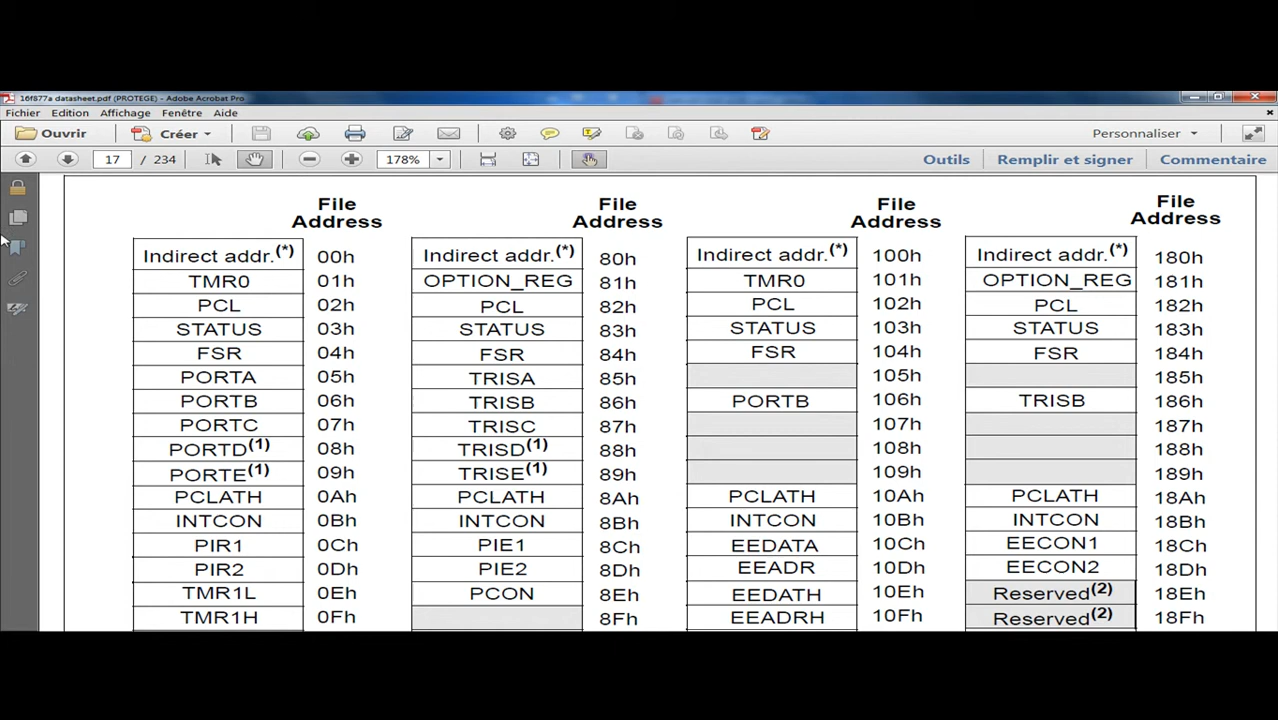 16f877a datasheet.pdf (PROTEGE) - Adobe Acrobat Pro
Fichier Edition Affichage Fenêtre Aide
Ouvrir Créer Personnaliser
17 / 234 178% Outils Remplir et signer Commentaire
File Address File Address File Address File Address
Indirect addr.(*) 00h Indirect addr.(*) 80h Indirect addr.(*) 100h Indirect addr.(*) 180h
TMR0 01h OPTION_REG 81h TMR0 101h OPTION_REG 181h
PCL 02h PCL 82h PCL 102h PCL 182h
STATUS 03h STATUS 83h STATUS 103h STATUS 183h
FSR 04h FSR 84h FSR 104h FSR 184h
PORTA 05h TRISA 85h 105h 185h
PORTB 06h TRISB 86h PORTB 106h TRISB 186h
PORTC 07h TRISC 87h 107h 187h
PORTD(1) 08h TRISD(1) 88h 108h 188h
PORTE(1) 09h TRISE(1) 89h 109h 189h
PCLATH 0Ah PCLATH 8Ah PCLATH 10Ah PCLATH 18Ah
INTCON 0Bh INTCON 8Bh INTCON 10Bh INTCON 18Bh
PIR1 0Ch PIE1 8Ch EEDATA 10Ch EECON1 18Ch
PIR2 0Dh PIE2 8Dh EEADR 10Dh EECON2 18Dh
TMR1L 0Eh PCON 8Eh EEDATH 10Eh Reserved(2) 18Eh
TMR1H 0Fh 8Fh EEADRH 10Fh Reserved(2) 18Fh